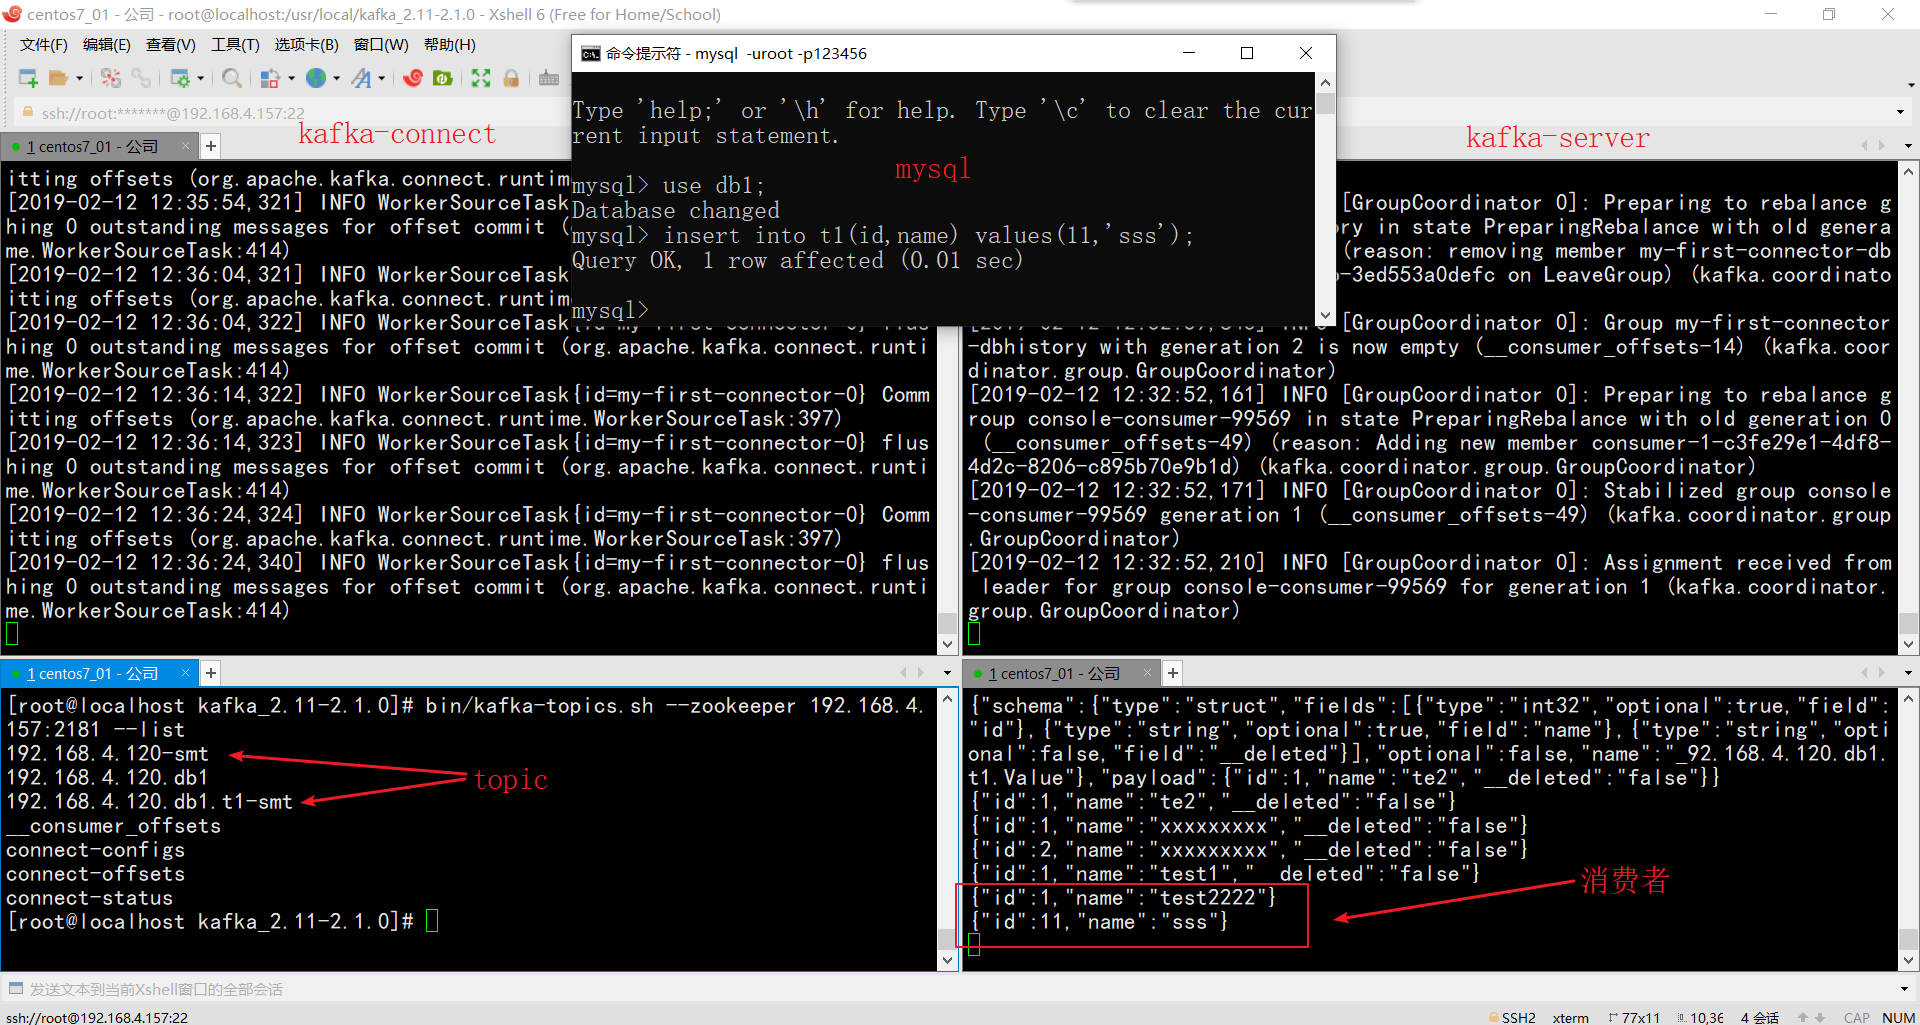 centos7_01 - 公司 - root@localhost:/usr/local/kafka_2.11-2.1.0 - Xshell 6 (Free for Home/School)
文件(F) 编辑(E) 查看(V) 工具(T) 选项卡(B) 窗口(W) 帮助(H)
ssh://root:*******@192.168.4.157:22
kafka-connect
1 centos7_01 - 公司
itting offsets (org.apache.kafka.connect.runtim
[2019-02-12 12:35:54,321] INFO WorkerSourceTask
hing 0 outstanding messages for offset commit (
me.WorkerSourceTask:414)
[2019-02-12 12:36:04,321] INFO WorkerSourceTask
itting offsets (org.apache.kafka.connect.runtim
[2019-02-12 12:36:04,322] INFO WorkerSourceTask{id=my-first-connector-0} flus
hing 0 outstanding messages for offset commit (org.apache.kafka.connect.runti
me.WorkerSourceTask:414)
[2019-02-12 12:36:14,322] INFO WorkerSourceTask{id=my-first-connector-0} Comm
itting offsets (org.apache.kafka.connect.runtime.WorkerSourceTask:397)
[2019-02-12 12:36:14,323] INFO WorkerSourceTask{id=my-first-connector-0} flus
hing 0 outstanding messages for offset commit (org.apache.kafka.connect.runti
me.WorkerSourceTask:414)
[2019-02-12 12:36:24,324] INFO WorkerSourceTask{id=my-first-connector-0} Comm
itting offsets (org.apache.kafka.connect.runtime.WorkerSourceTask:397)
[2019-02-12 12:36:24,340] INFO WorkerSourceTask{id=my-first-connector-0} flus
hing 0 outstanding messages for offset commit (org.apache.kafka.connect.runti
me.WorkerSourceTask:414)
命令提示符 - mysql  -uroot -p123456
Type 'help;' or '\h' for help. Type '\c' to clear the cur
rent input statement.
mysql
mysql> use db1;
Database changed
mysql> insert into t1(id,name) values(11,'sss');
Query OK, 1 row affected (0.01 sec)
mysql>
kafka-server
[GroupCoordinator 0]: Preparing to rebalance g
ry in state PreparingRebalance with old genera
(reason: removing member my-first-connector-db
-3ed553a0defc on LeaveGroup) (kafka.coordinato
[GroupCoordinator 0]: Group my-first-connector
-dbhistory with generation 2 is now empty (__consumer_offsets-14) (kafka.coor
dinator.group.GroupCoordinator)
[2019-02-12 12:32:52,161] INFO [GroupCoordinator 0]: Preparing to rebalance g
roup console-consumer-99569 in state PreparingRebalance with old generation 0
(__consumer_offsets-49) (reason: Adding new member consumer-1-c3fe29e1-4df8-
4d2c-8206-c895b70e9b1d) (kafka.coordinator.group.GroupCoordinator)
[2019-02-12 12:32:52,171] INFO [GroupCoordinator 0]: Stabilized group console
-consumer-99569 generation 1 (__consumer_offsets-49) (kafka.coordinator.group
.GroupCoordinator)
[2019-02-12 12:32:52,210] INFO [GroupCoordinator 0]: Assignment received from
leader for group console-consumer-99569 for generation 1 (kafka.coordinator.
group.GroupCoordinator)
1 centos7_01 - 公司
[root@localhost kafka_2.11-2.1.0]# bin/kafka-topics.sh --zookeeper 192.168.4.
157:2181 --list
192.168.4.120-smt
192.168.4.120.db1
192.168.4.120.db1.t1-smt
topic
__consumer_offsets
connect-configs
connect-offsets
connect-status
[root@localhost kafka_2.11-2.1.0]#
1 centos7_01 - 公司
{"schema":{"type":"struct","fields":[{"type":"int32","optional":true,"field":
"id"},{"type":"string","optional":true,"field":"name"},{"type":"string","opti
onal":false,"field":"__deleted"}],"optional":false,"name":"_92.168.4.120.db1.
t1.Value"},"payload":{"id":1,"name":"te2","__deleted":"false"}}
{"id":1,"name":"te2","__deleted":"false"}
{"id":1,"name":"xxxxxxxxx","__deleted":"false"}
{"id":2,"name":"xxxxxxxxx","__deleted":"false"}
{"id":1,"name":"test1","__deleted":"false"}
{"id":1,"name":"test2222"}
{"id":11,"name":"sss"}
消费者
发送文本到当前Xshell窗口的全部会话
ssh://root@192.168.4.157:22 SSH2 xterm 77x11 10,36 4 会话 CAP NUM